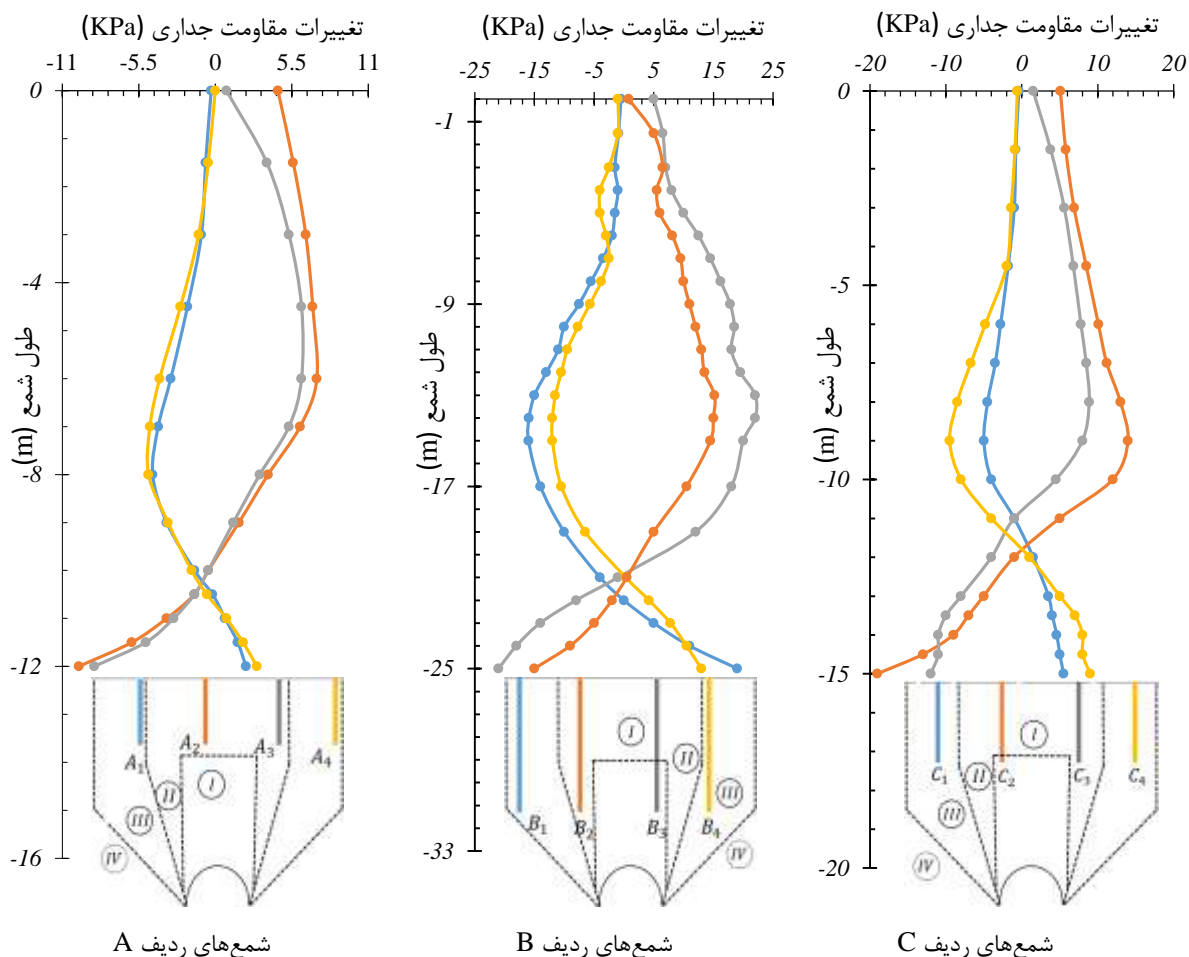 تغییرات مقاومت جداری (KPa)
-11 -5.5 0 5.5 11
0
-4
-8
-12
-16
طول شمع (m)
A1 A2 A3 A4
I
II
III
IV
شمع‌های ردیف A
تغییرات مقاومت جداری (KPa)
-25 -15 -5 5 15 25
-1
-9
-17
-25
-33
طول شمع (m)
B1 B2 B3 B4
I
II
III
IV
شمع‌های ردیف B
تغییرات مقاومت جداری (KPa)
-20 -10 0 10 20
0
-5
-10
-15
-20
طول شمع (m)
C1 C2 C3 C4
I
II
III
IV
شمع‌های ردیف C